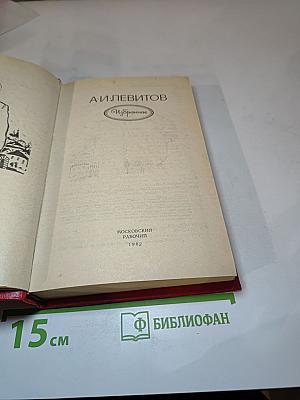 А·И·ЛЕВИТОВ
Избранное
МОСКОВСКИЙ
РАБОЧИЙ
1982
15 см
Ф БИБЛИОФАН